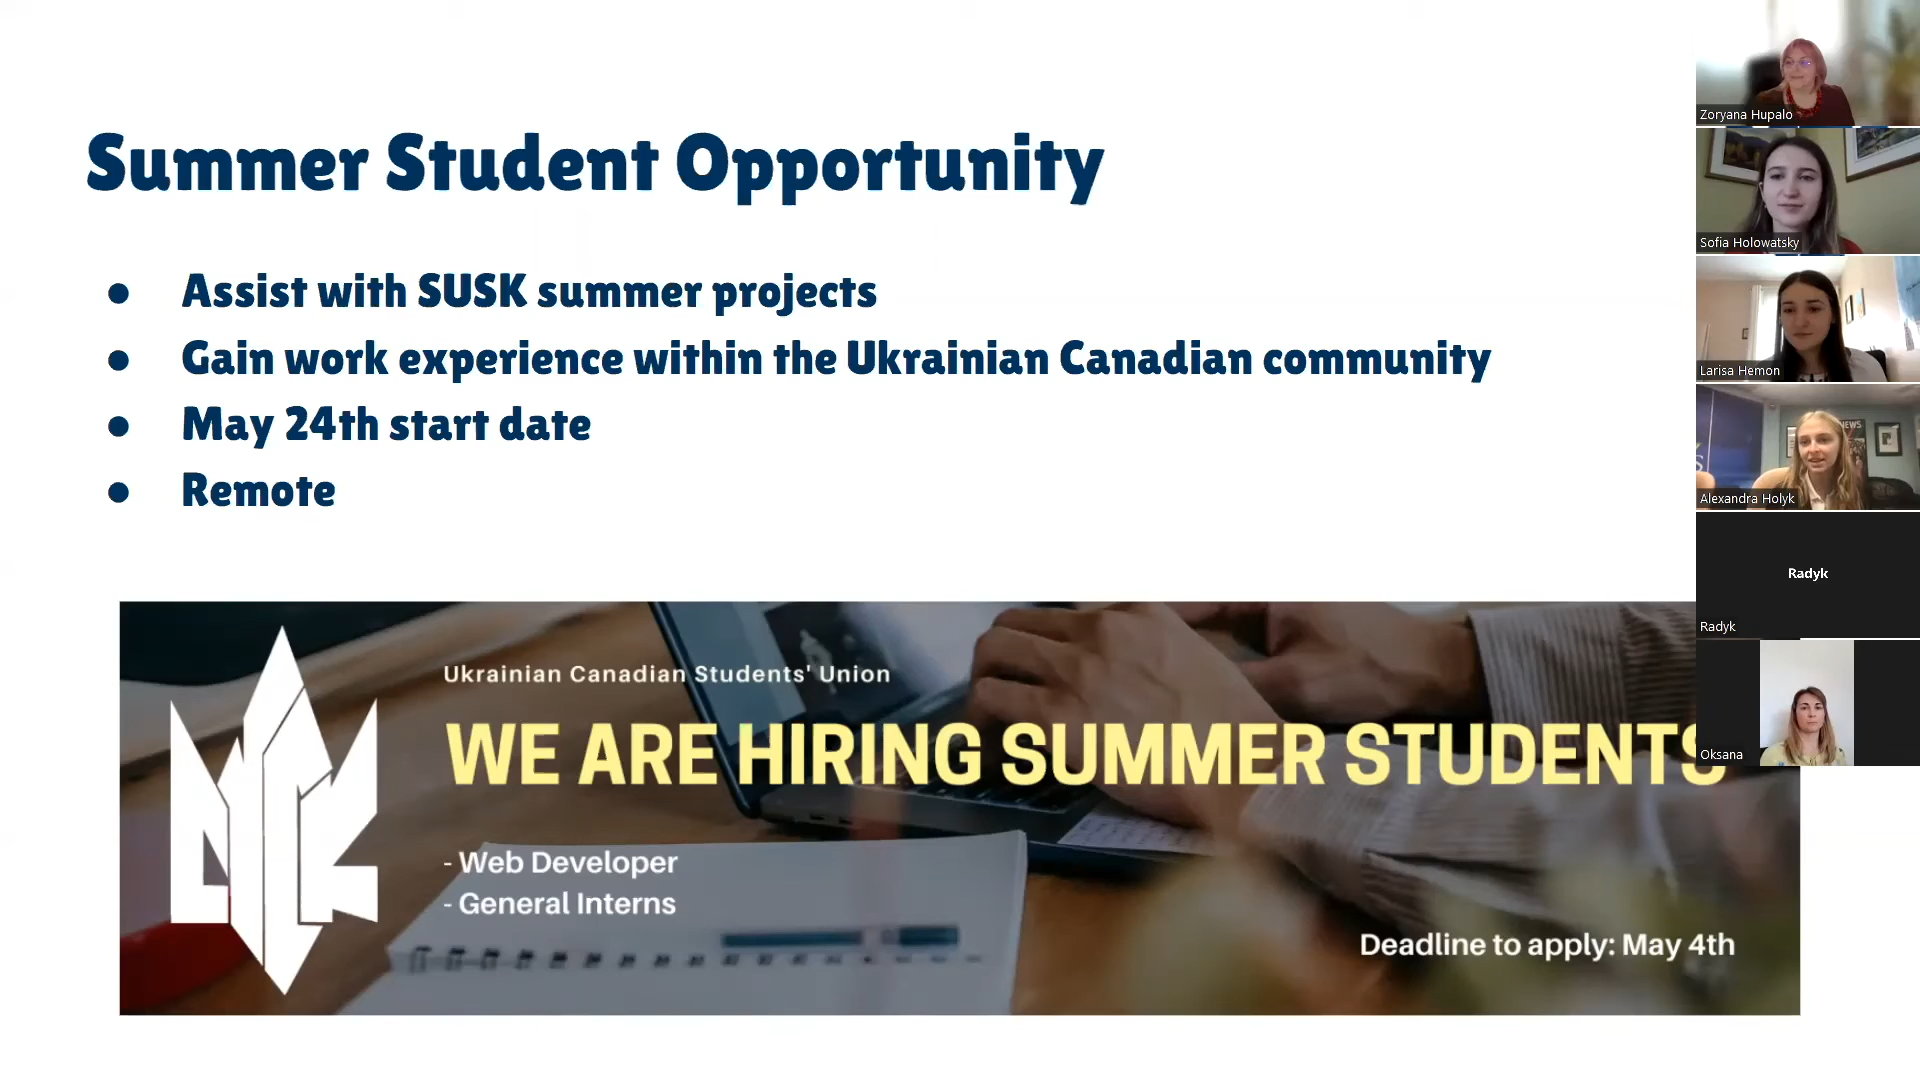 Summer Student Opportunity
● Assist with SUSK summer projects
● Gain work experience within the Ukrainian Canadian community
● May 24th start date
● Remote
Ukrainian Canadian Students' Union
WE ARE HIRING SUMMER STUDENTS
- Web Developer
- General Interns
Deadline to apply: May 4th
Zoryana Hupalo
Sofia Holowatsky
Larisa Hemon
NEWS
Alexandra Holyk
Radyk
Radyk
Oksana